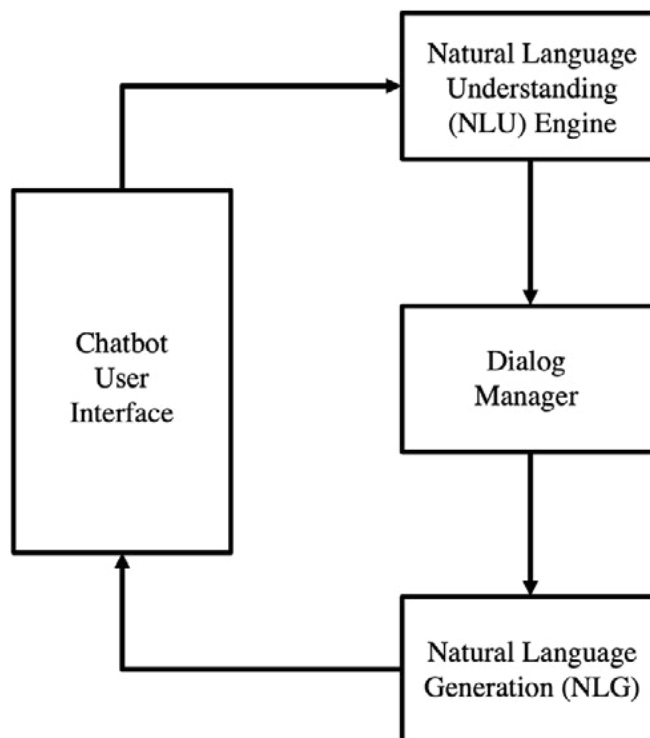 Natural Language
Understanding
(NLU) Engine
Chatbot
User
Interface
Dialog
Manager
Natural Language
Generation (NLG)